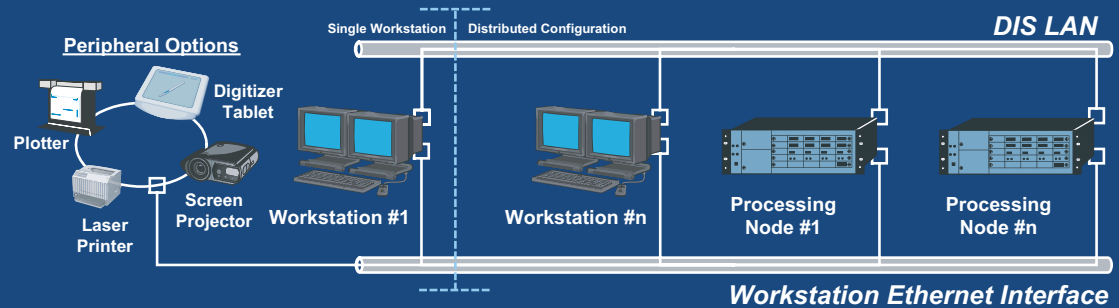 Single Workstation
Distributed Configuration
DIS LAN
Peripheral Options
Digitizer
Tablet
Plotter
Laser
Printer
Screen
Projector
Workstation #1
Workstation #n
Processing
Node #1
Processing
Node #n
Workstation Ethernet Interface